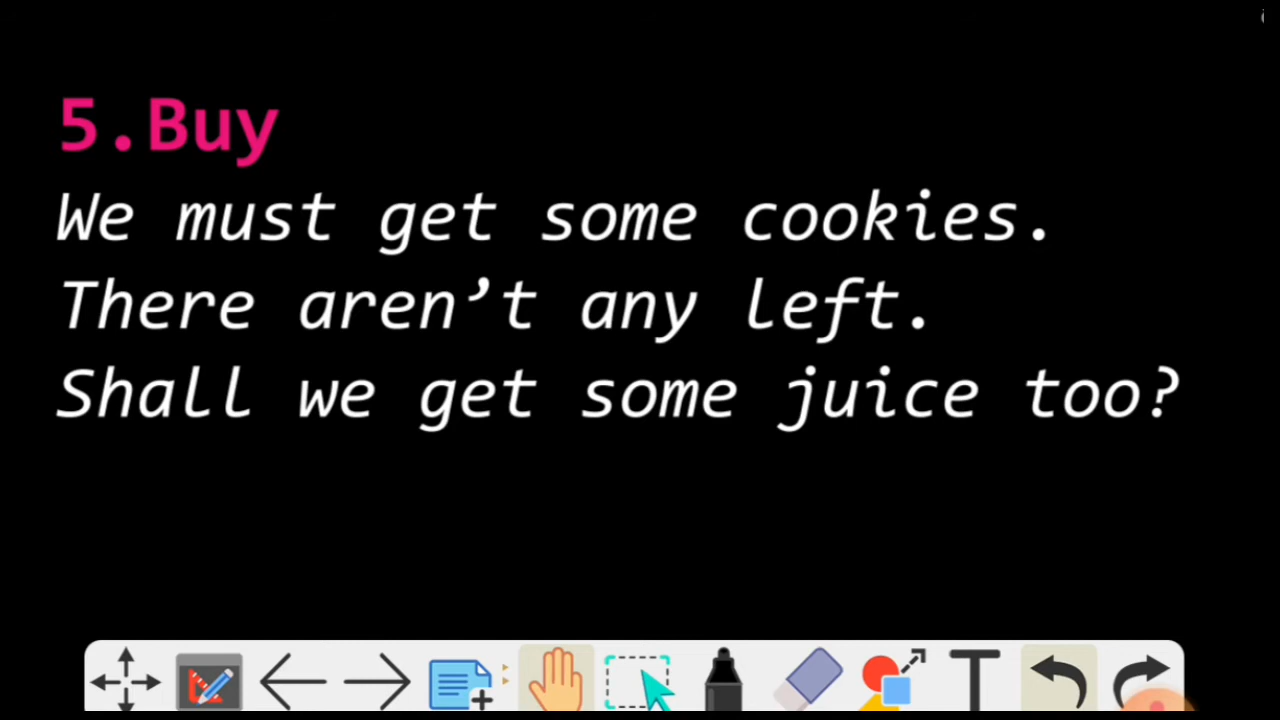 5.Buy
We must get some cookies.
There aren’t any left.
Shall we get some juice too?